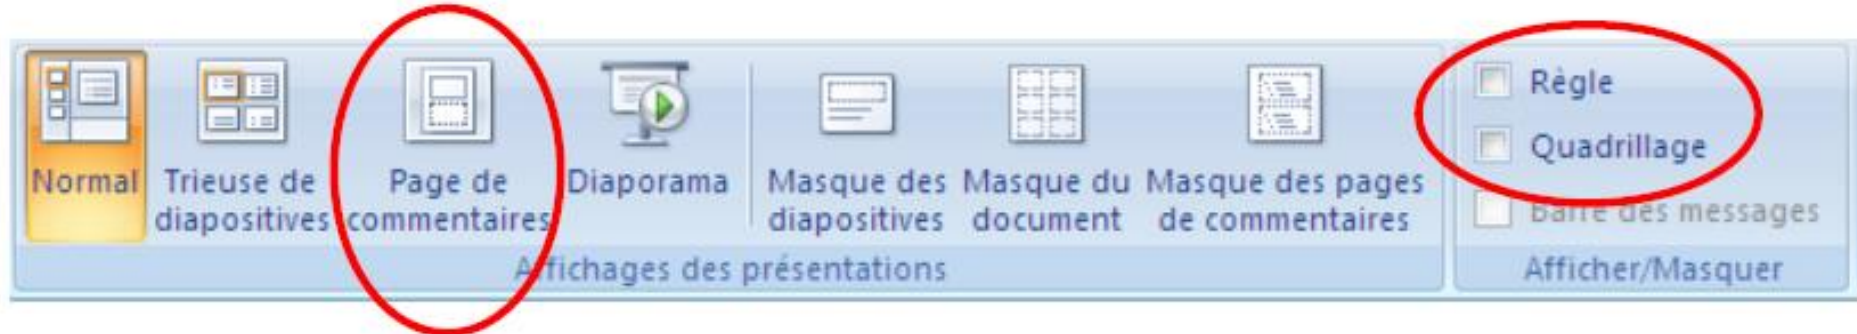 Normal
Trieuse de
diapositives
Page de
commentaires
Diaporama
Masque des
diapositives
Masque du
document
Masque des pages
de commentaires
Affichages des présentations
Règle
Quadrillage
Barre des messages
Afficher/Masquer